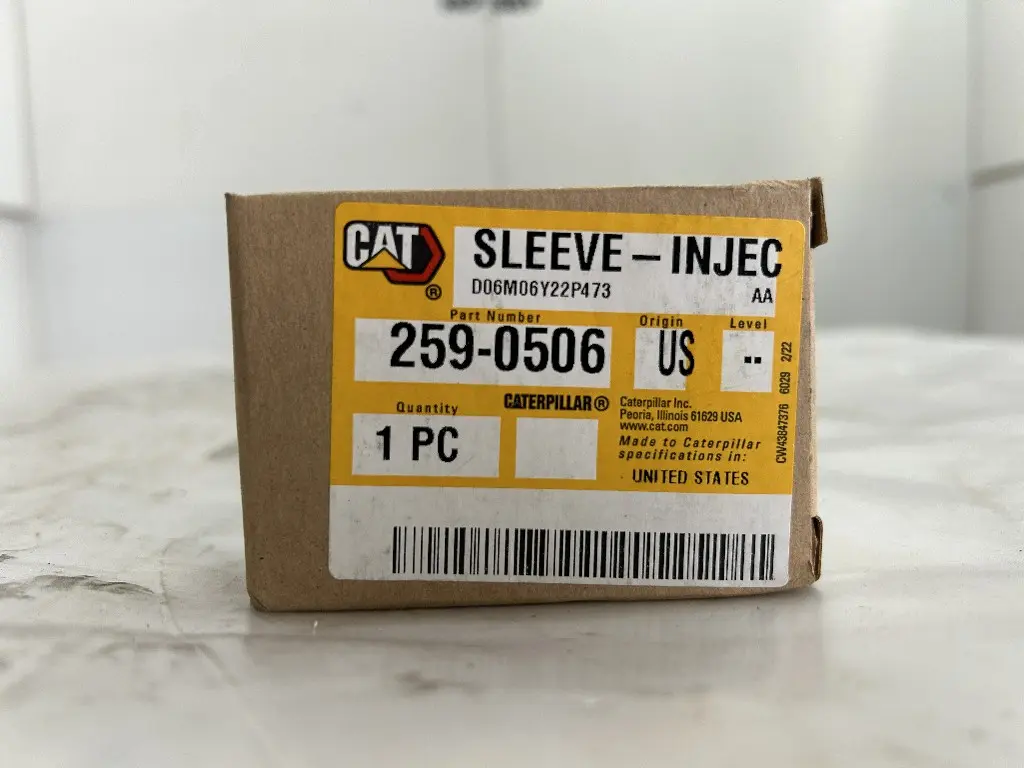 CAT
®
SLEEVE - INJEC
D06M06Y22P473
AA
Part Number
259-0506
Origin
US
Level
--
Quantity
1 PC
CATERPILLAR®
Caterpillar Inc.
Peoria, Illinois 61629 USA
www.cat.com
Made to Caterpillar
specifications in:
UNITED STATES
CW43847376 6029 2/22